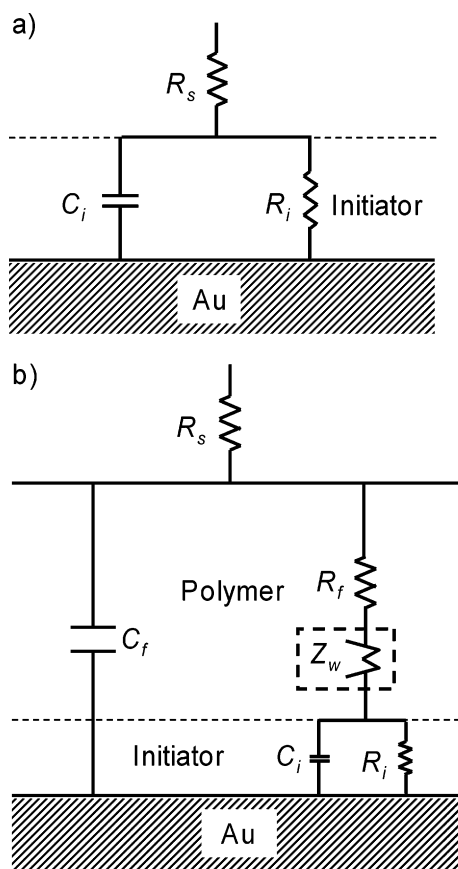 a)
Rs
Ci
Ri
Initiator
Au
b)
Rs
Polymer
Rf
Cf
Zw
Initiator
Ci
Ri
Au